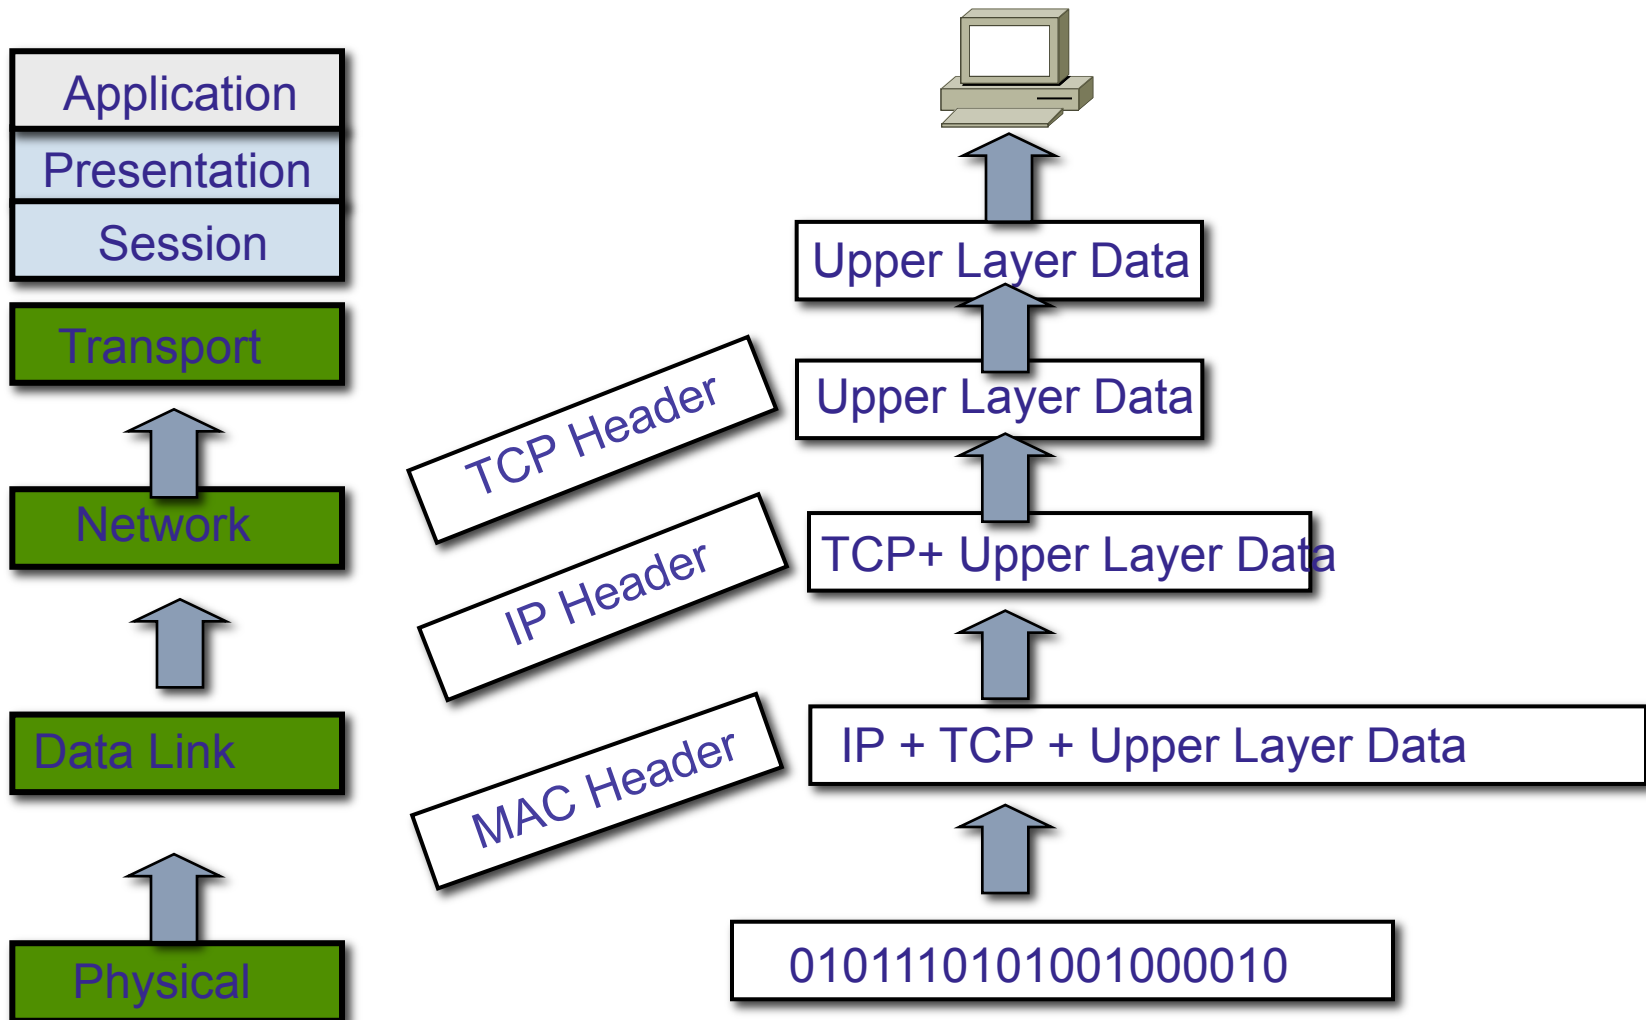 Application
Presentation
Session
Transport
Network
Data Link
Physical
TCP Header
IP Header
MAC Header
Upper Layer Data
Upper Layer Data
TCP+ Upper Layer Data
IP + TCP + Upper Layer Data
0101110101001000010